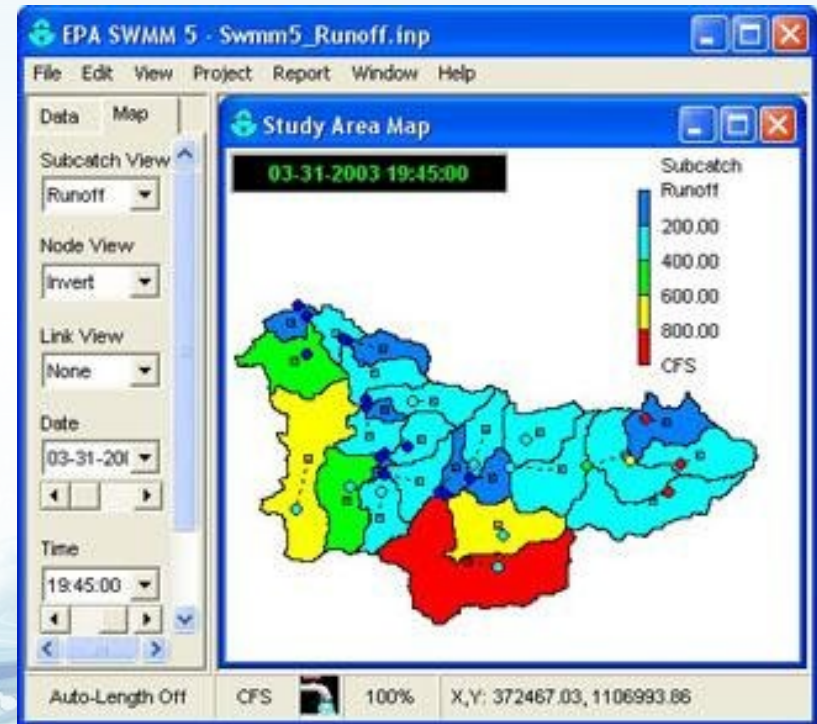 EPA SWMM 5 - Swmm5_Runoff.inp
File Edit View Project Report Window Help
Data Map
Subcatch View
Runoff
Node View
Invert
Link View
None
Date
03-31-200
Time
19:45:00
Study Area Map
03-31-2003 19:45:00
Subcatch
Runoff
200.00
400.00
600.00
800.00
CFS
Auto-Length Off CFS 100% X,Y: 372467.03, 1106993.86